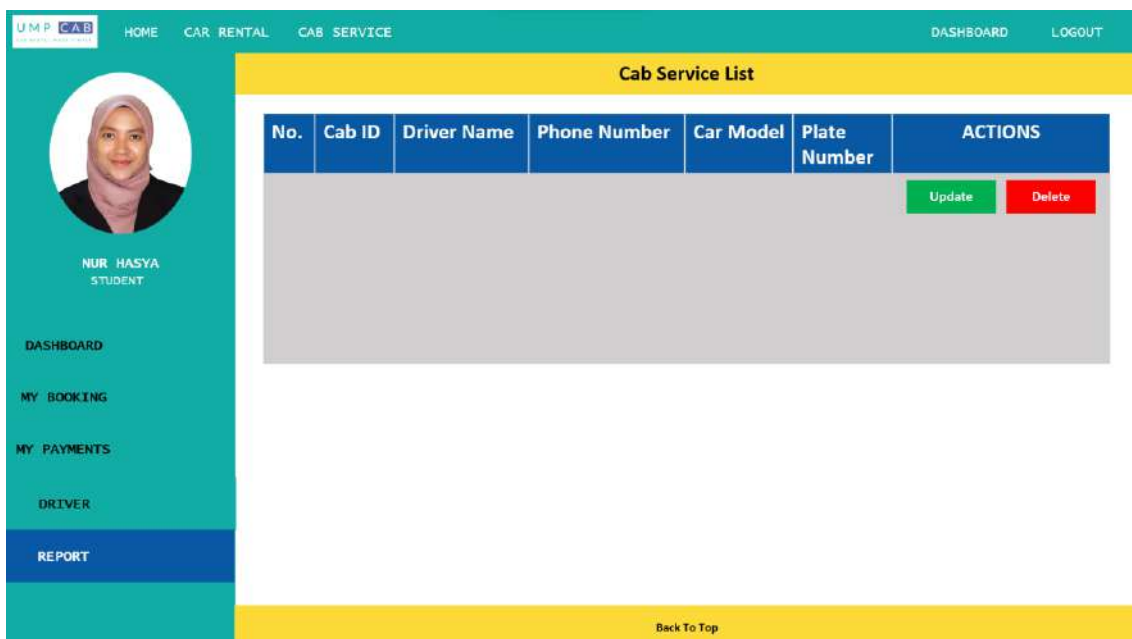 UMP CAB
HOME CAR RENTAL CAB SERVICE DASHBOARD LOGOUT
Cab Service List
No. Cab ID Driver Name Phone Number Car Model Plate Number ACTIONS
Update Delete
NUR HASYA
STUDENT
DASHBOARD
MY BOOKING
MY PAYMENTS
DRIVER
REPORT
Back To Top